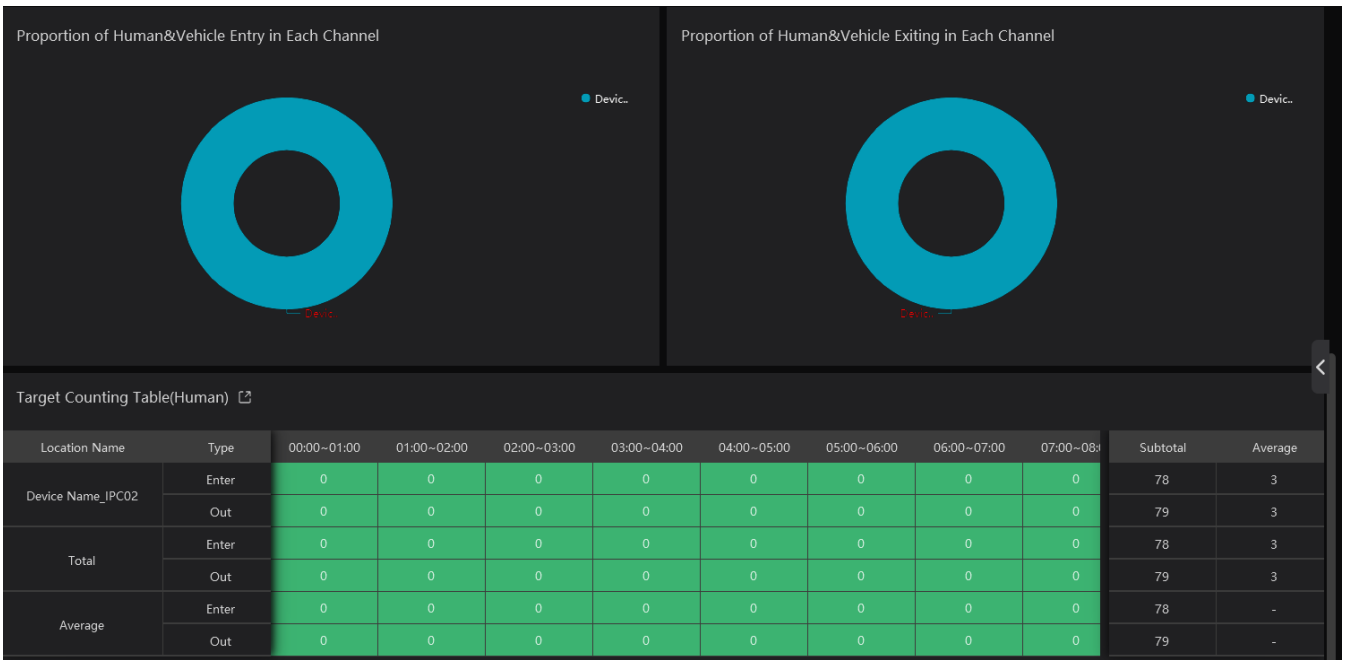 Proportion of Human&Vehicle Entry in Each Channel
Proportion of Human&Vehicle Exiting in Each Channel
Devic..
Devic..
Devic..
Devic..
Target Counting Table(Human)
Location Name Type 00:00~01:00 01:00~02:00 02:00~03:00 03:00~04:00 04:00~05:00 05:00~06:00 06:00~07:00 07:00~08: Subtotal Average
Device Name_IPC02
Enter 0 0 0 0 0 0 0 0 78 3
Out 0 0 0 0 0 0 0 0 79 3
Total
Enter 0 0 0 0 0 0 0 0 78 3
Out 0 0 0 0 0 0 0 0 79 3
Average
Enter 0 0 0 0 0 0 0 0 78 -
Out 0 0 0 0 0 0 0 0 79 -